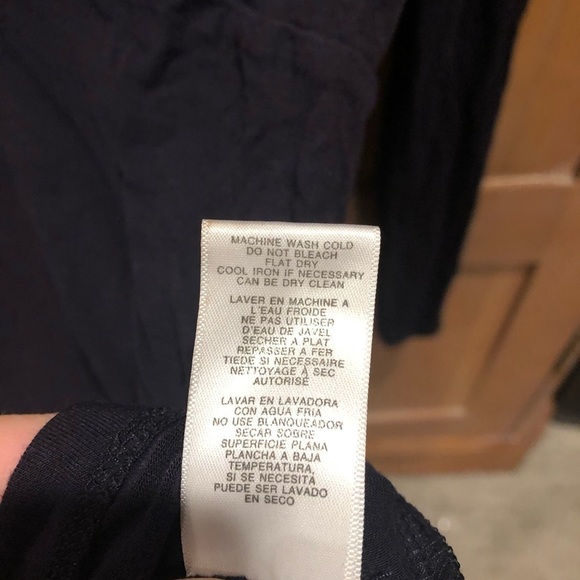 MACHINE WASH COLD
DO NOT BLEACH
FLAT DRY
COOL IRON IF NECESSARY
CAN BE DRY CLEAN
LAVER EN MACHINE A
L'EAU FROIDE
NE PAS UTILISER
D'EAU DE JAVEL
SECHER A PLAT
REPASSER A FER
TIEDE SI NECESSAIRE
NETTOYAGE À SEC
AUTORISÉ
LAVAR EN LAVADORA
CON AGUA FRIA
NO USE BLANQUEADOR
SECAR SOBRE
SUPERFICIE PLANA
PLANCHA A BAJA
TEMPERATURA,
SI SE NECESITA
PUEDE SER LAVADO
EN SECO